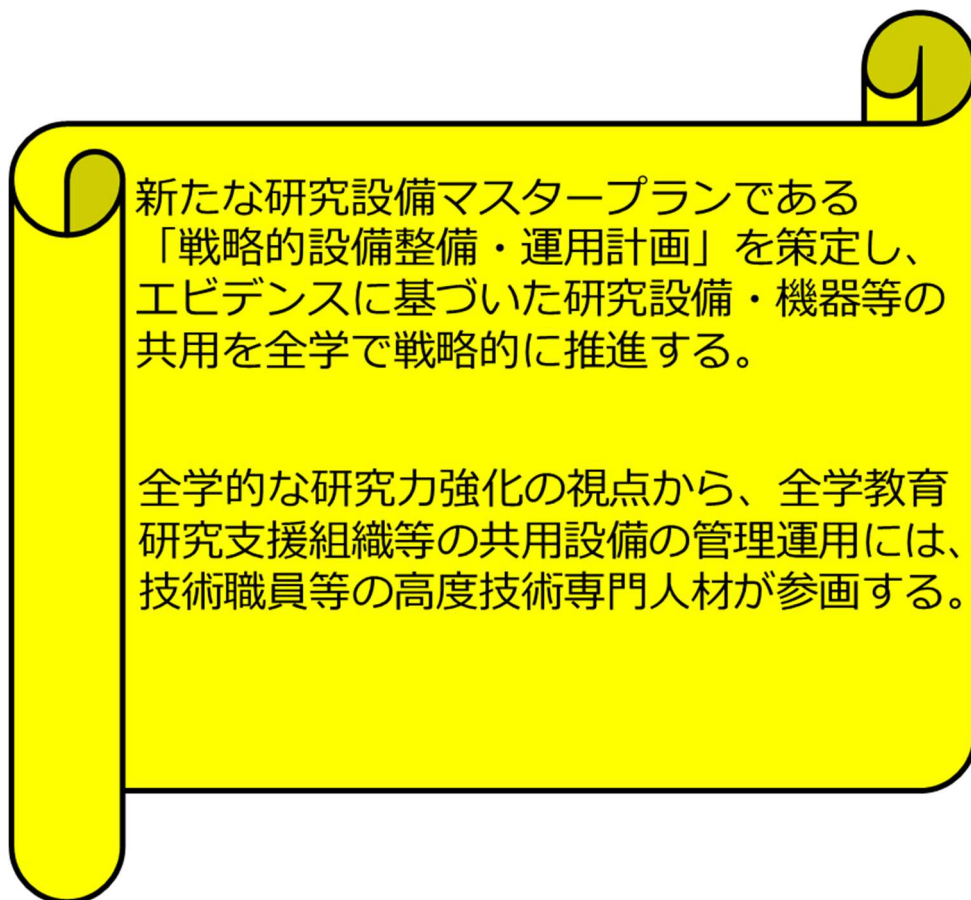 新たな研究設備マスタープランである
「戦略的設備整備・運用計画」を策定し、
エビデンスに基づいた研究設備・機器等の
共用を全学で戦略的に推進する。
全学的な研究力強化の視点から、全学教育
研究支援組織等の共用設備の管理運用には、
技術職員等の高度技術専門人材が参画する。